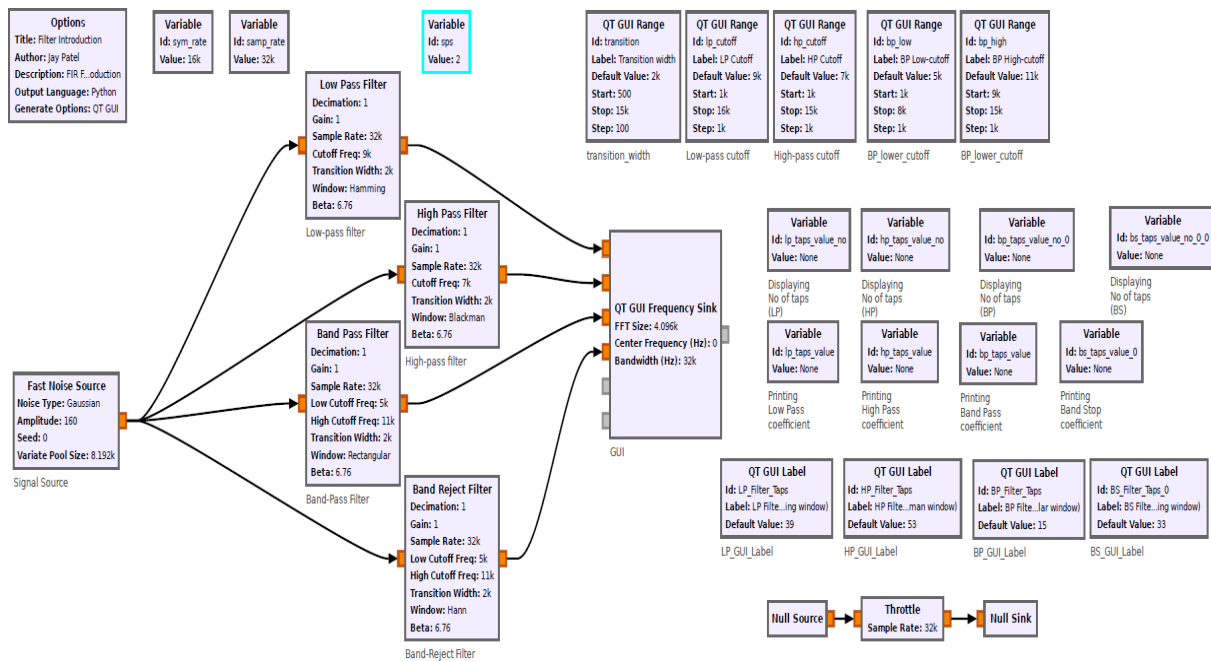 Options
Title: Filter Introduction
Author: Jay Patel
Description: FIR F...oduction
Output Language: Python
Generate Options: QT GUI
Variable
Id: sym_rate
Value: 16k
Variable
Id: samp_rate
Value: 32k
Variable
Id: sps
Value: 2
QT GUI Range
Id: transition
Label: Transition width
Default Value: 2k
Start: 500
Stop: 15k
Step: 100
transition_width
QT GUI Range
Id: lp_cutoff
Label: LP Cutoff
Default Value: 9k
Start: 1k
Stop: 16k
Step: 1k
Low-pass cutoff
QT GUI Range
Id: hp_cutoff
Label: HP Cutoff
Default Value: 7k
Start: 1k
Stop: 15k
Step: 1k
High-pass cutoff
QT GUI Range
Id: bp_low
Label: BP Low-cutoff
Default Value: 5k
Start: 1k
Stop: 8k
Step: 1k
BP_lower_cutoff
QT GUI Range
Id: bp_high
Label: BP High-cutoff
Default Value: 11k
Start: 9k
Stop: 15k
Step: 1k
BP_lower_cutoff
Low Pass Filter
Decimation: 1
Gain: 1
Sample Rate: 32k
Cutoff Freq: 9k
Transition Width: 2k
Window: Hamming
Beta: 6.76
Low-pass filter
High Pass Filter
Decimation: 1
Gain: 1
Sample Rate: 32k
Cutoff Freq: 7k
Transition Width: 2k
Window: Blackman
Beta: 6.76
High-pass filter
Band Pass Filter
Decimation: 1
Gain: 1
Sample Rate: 32k
Low Cutoff Freq: 5k
High Cutoff Freq: 11k
Transition Width: 2k
Window: Rectangular
Beta: 6.76
Band-Pass Filter
Band Reject Filter
Decimation: 1
Gain: 1
Sample Rate: 32k
Low Cutoff Freq: 5k
High Cutoff Freq: 11k
Transition Width: 2k
Window: Hann
Beta: 6.76
Band-Reject Filter
Fast Noise Source
Noise Type: Gaussian
Amplitude: 160
Seed: 0
Variate Pool Size: 8.192k
Signal Source
QT GUI Frequency Sink
FFT Size: 4.096k
Center Frequency (Hz): 0
Bandwidth (Hz): 32k
GUI
Variable
Id: lp_taps_value_no
Value: None
Displaying
No of taps
(LP)
Variable
Id: hp_taps_value_no
Value: None
Displaying
No of taps
(HP)
Variable
Id: bp_taps_value_no_0
Value: None
Displaying
No of taps
(BP)
Variable
Id: bs_taps_value_no_0_0
Value: None
Displaying
No of taps
(BS)
Variable
Id: lp_taps_value
Value: None
Printing
Low Pass
coefficient
Variable
Id: hp_taps_value
Value: None
Printing
High Pass
coefficient
Variable
Id: bp_taps_value
Value: None
Printing
Band Pass
coefficient
Variable
Id: bs_taps_value_0
Value: None
Printing
Band Stop
coefficient
QT GUI Label
Id: LP_Filter_Taps
Label: LP Filte...ing window)
Default Value: 39
LP_GUI_Label
QT GUI Label
Id: HP_Filter_Taps
Label: HP Filte...man window)
Default Value: 53
HP_GUI_Label
QT GUI Label
Id: BP_Filter_Taps
Label: BP Filte...lar window)
Default Value: 15
BP_GUI_Label
QT GUI Label
Id: BS_Filter_Taps_0
Label: BS Filte...ing window)
Default Value: 33
BS_GUI_Label
Null Source
Throttle
Sample Rate: 32k
Null Sink